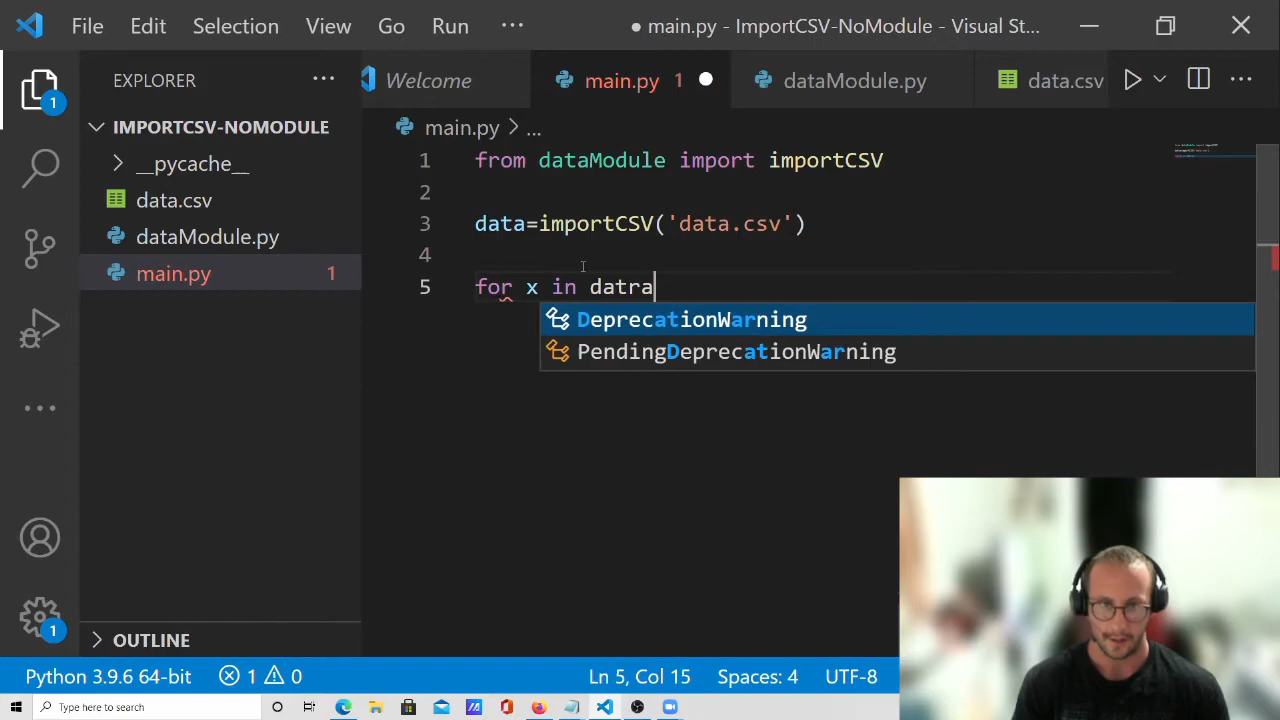 File Edit Selection View Go Run ··· ● main.py - ImportCSV-NoModule - Visual St...
EXPLORER ···
Welcome main.py 1 dataModule.py data.csv
1
IMPORTCSV-NOMODULE
main.py > ...
__pycache__
data.csv
dataModule.py
main.py 1
1 from dataModule import importCSV
2
3 data=importCSV('data.csv')
4
5 for x in datra
DeprecationWarning
PendingDeprecationWarning
OUTLINE
1
Python 3.9.6 64-bit 1 0 Ln 5, Col 15 Spaces: 4 UTF-8
Type here to search